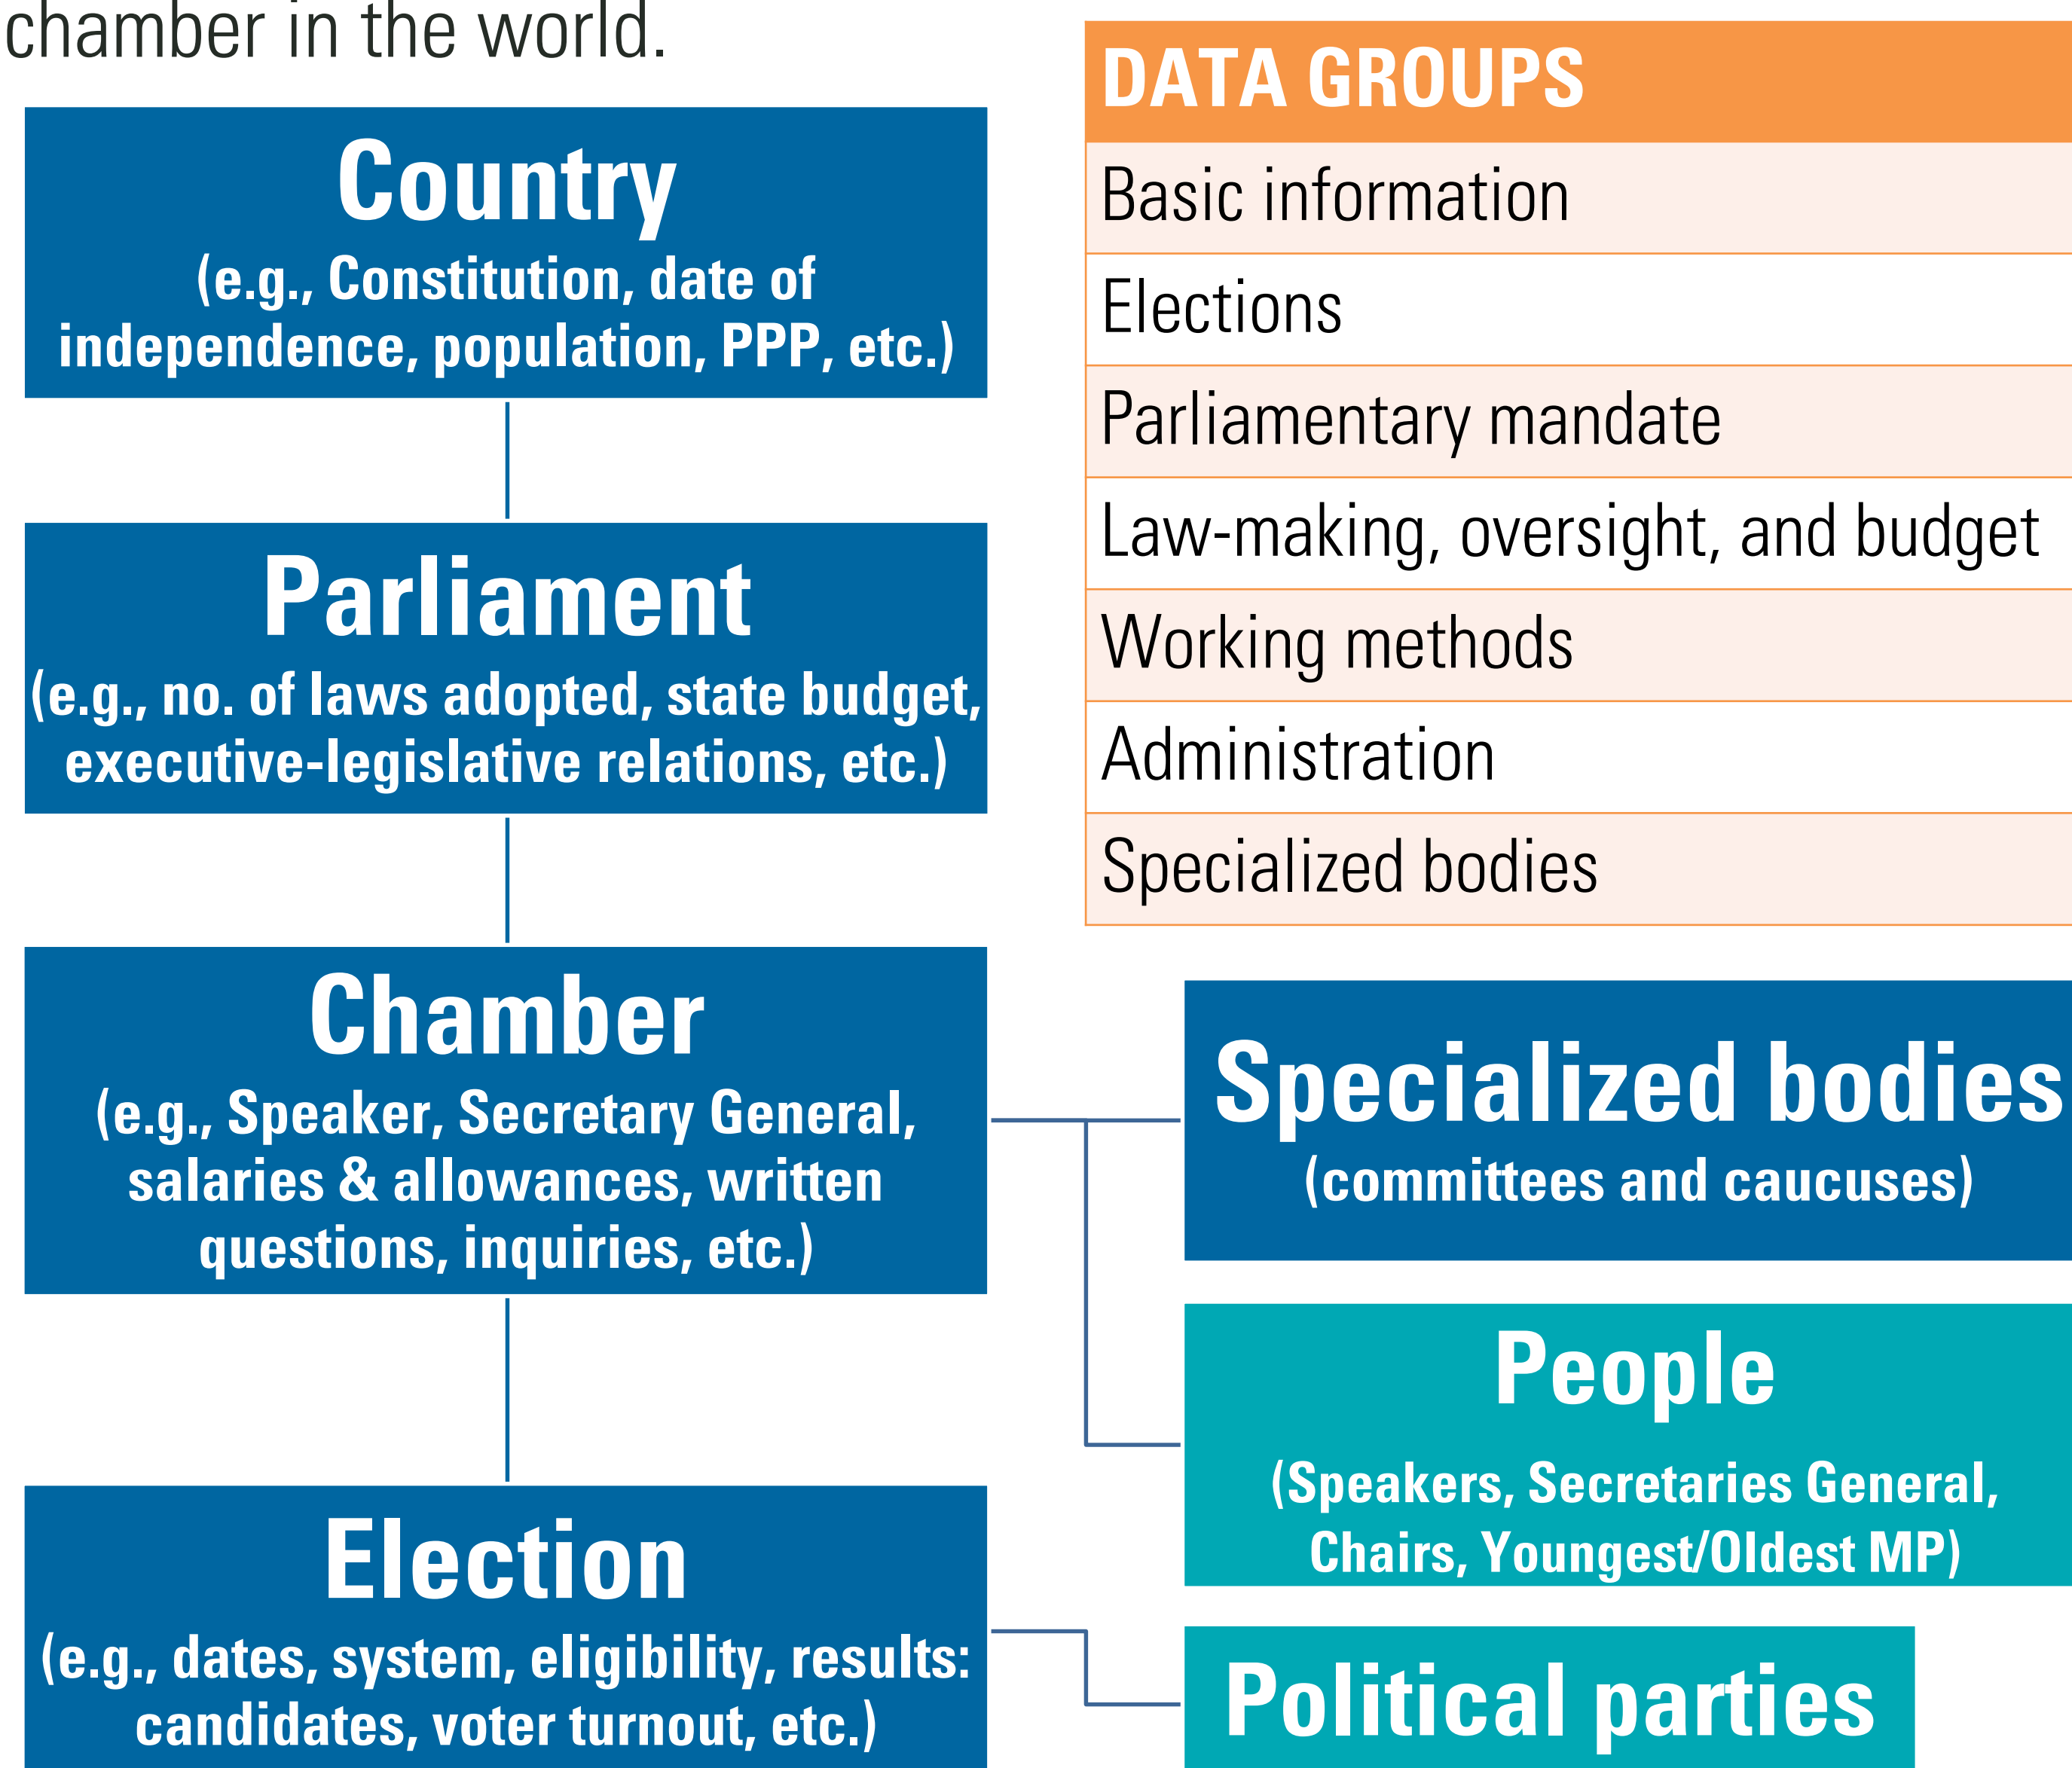 chamber in the world.
Country
(e.g., Constitution, date of
independence, population, PPP, etc.)
Parliament
(e.g., no. of laws adopted, state budget,
executive-legislative relations, etc.)
Chamber
(e.g., Speaker, Secretary General,
salaries & allowances, written
questions, inquiries, etc.)
Election
(e.g., dates, system, eligibility, results:
candidates, voter turnout, etc.)
DATA GROUPS
Basic information
Elections
Parliamentary mandate
Law-making, oversight, and budget
Working methods
Administration
Specialized bodies
Specialized bodies
(committees and caucuses)
People
(Speakers, Secretaries General,
Chairs, Youngest/Oldest MP)
Political parties